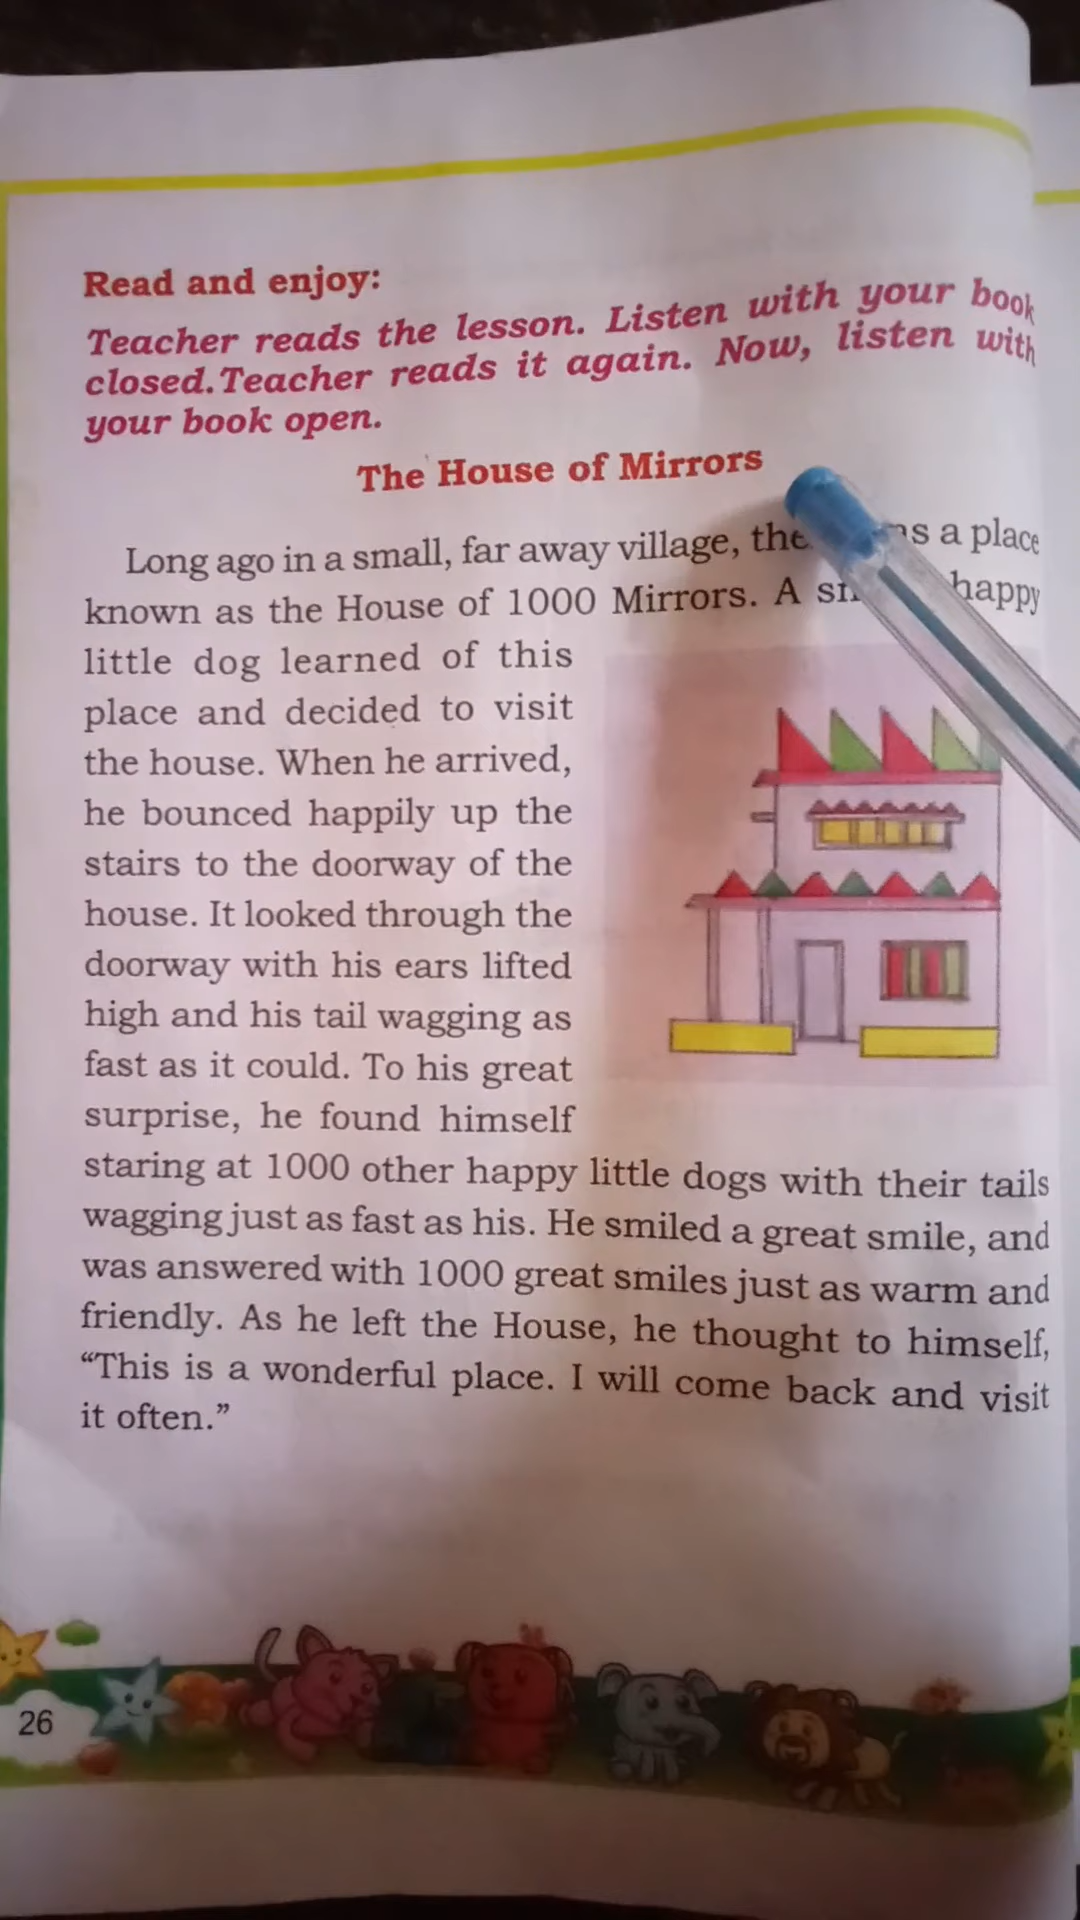 Read and enjoy:
Teacher reads the lesson. Listen with your book
closed. Teacher reads it again. Now, listen with
your book open.
The House of Mirrors
Long ago in a small, far away village, the as a place
known as the House of 1000 Mirrors. A happy
little dog learned of this
place and decided to visit
the house. When he arrived,
he bounced happily up the
stairs to the doorway of the
house. It looked through the
doorway with his ears lifted
high and his tail wagging as
fast as it could. To his great
surprise, he found himself
staring at 1000 other happy little dogs with their tails
wagging just as fast as his. He smiled a great smile, and
was answered with 1000 great smiles just as warm and
friendly. As he left the House, he thought to himself,
“This is a wonderful place. I will come back and visit
it often.”
26